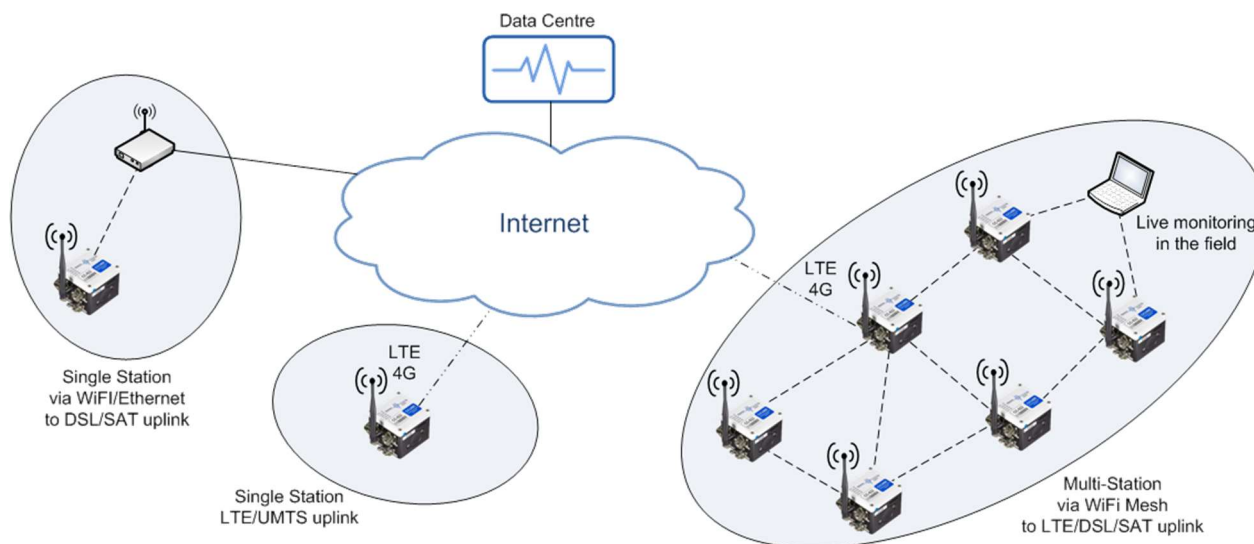 Data Centre
Internet
LTE
4G
Live monitoring
in the field
LTE
4G
Single Station
via WiFI/Ethernet
to DSL/SAT uplink
Single Station
LTE/UMTS uplink
Multi-Station
via WiFi Mesh
to LTE/DSL/SAT uplink